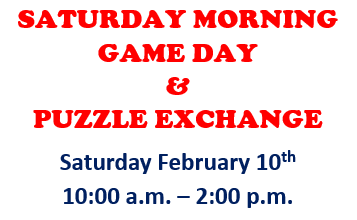 SATURDAY MORNING
GAME DAY
&
PUZZLE EXCHANGE
Saturday February 10th
10:00 a.m. – 2:00 p.m.